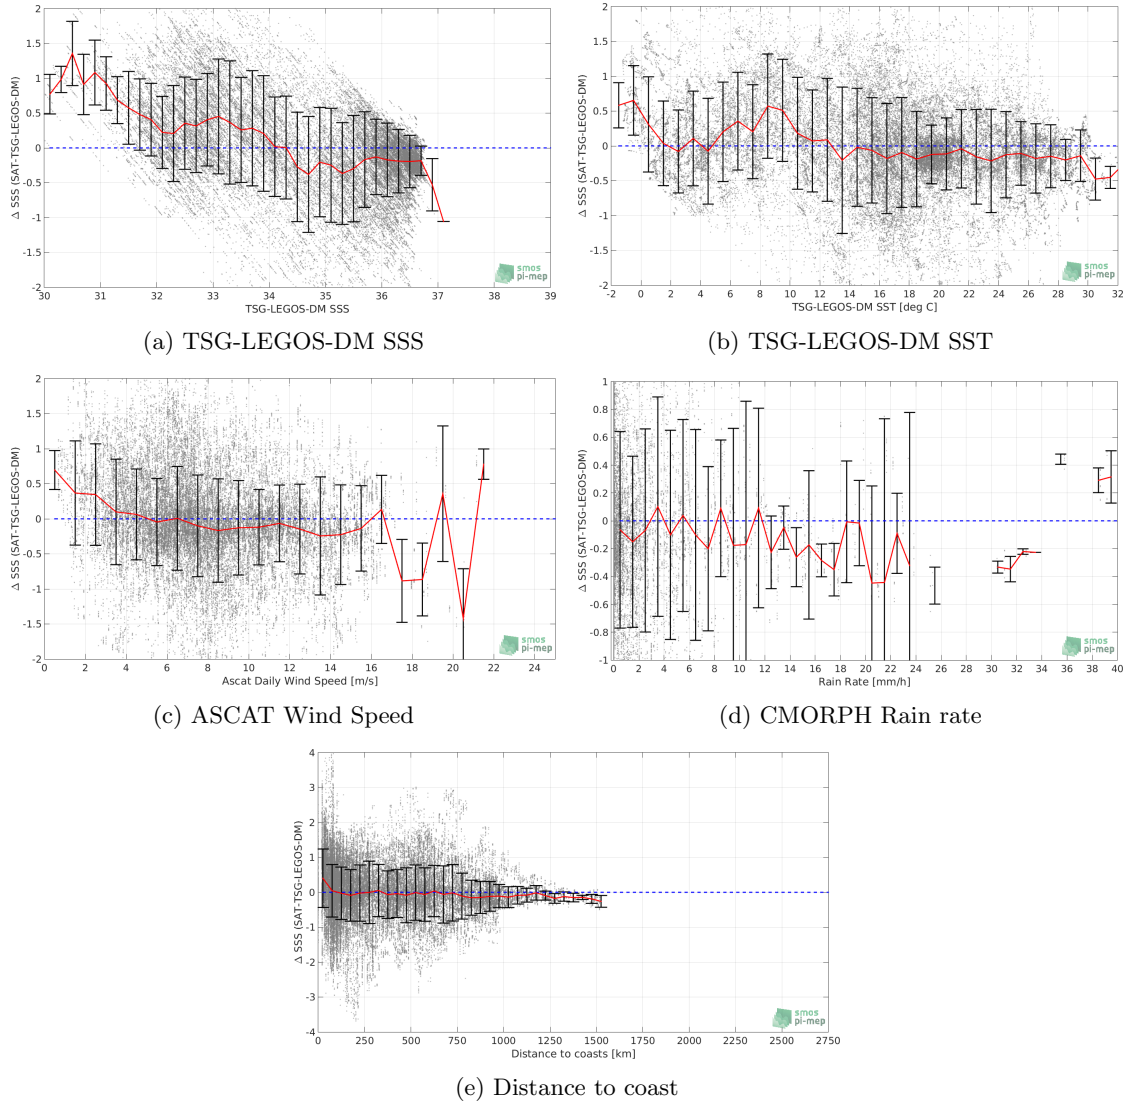 2
1.5
1
0.5
0
-0.5
-1
-1.5
-2
Δ SSS (SAT-TSG-LEGOS-DM)
30 31 32 33 34 35 36 37 38 39
TSG-LEGOS-DM SSS
smos
pi-mep
(a) TSG-LEGOS-DM SSS
2
1.5
1
0.5
0
-0.5
-1
-1.5
-2
Δ SSS (SAT-TSG-LEGOS-DM)
-2 0 2 4 6 8 10 12 14 16 18 20 22 24 26 28 30 32
TSG-LEGOS-DM SST [deg C]
smos
pi-mep
(b) TSG-LEGOS-DM SST
2
1.5
1
0.5
0
-0.5
-1
-1.5
-2
Δ SSS (SAT-TSG-LEGOS-DM)
0 2 4 6 8 10 12 14 16 18 20 22 24
Ascat Daily Wind Speed [m/s]
smos
pi-mep
(c) ASCAT Wind Speed
1
0.8
0.6
0.4
0.2
0
-0.2
-0.4
-0.6
-0.8
-1
Δ SSS (SAT-TSG-LEGOS-DM)
0 2 4 6 8 10 12 14 16 18 20 22 24 26 28 30 32 34 36 38 40
Rain Rate [mm/h]
smos
pi-mep
(d) CMORPH Rain rate
4
3
2
1
0
-1
-2
-3
-4
Δ SSS (SAT-TSG-LEGOS-DM)
0 250 500 750 1000 1250 1500 1750 2000 2250 2500 2750
Distance to coasts [km]
smos
pi-mep
(e) Distance to coast